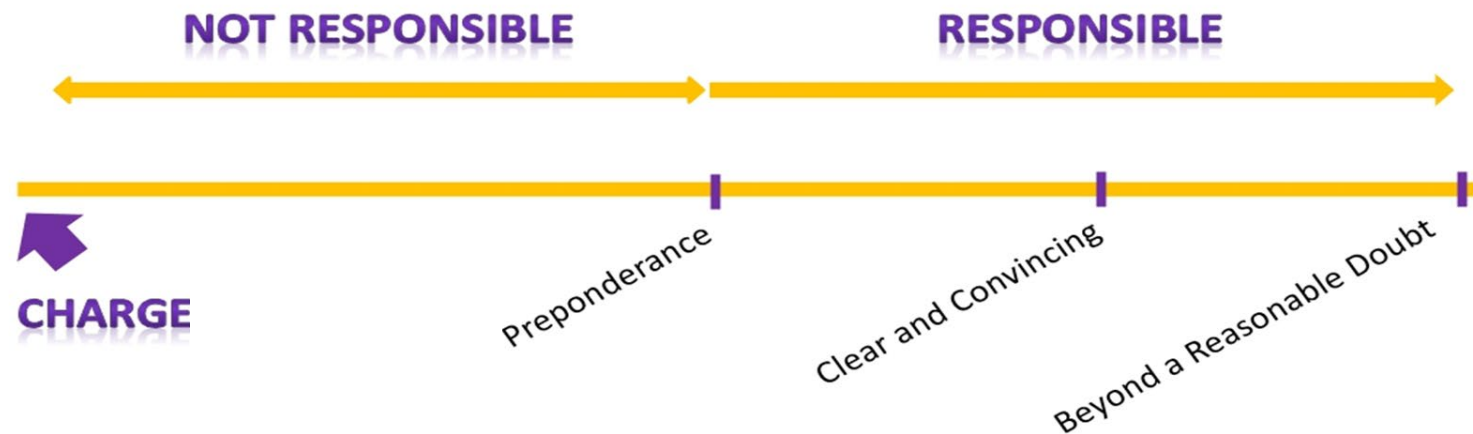 NOT RESPONSIBLE
RESPONSIBLE
CHARGE
Preponderance
Clear and Convincing
Beyond a Reasonable Doubt